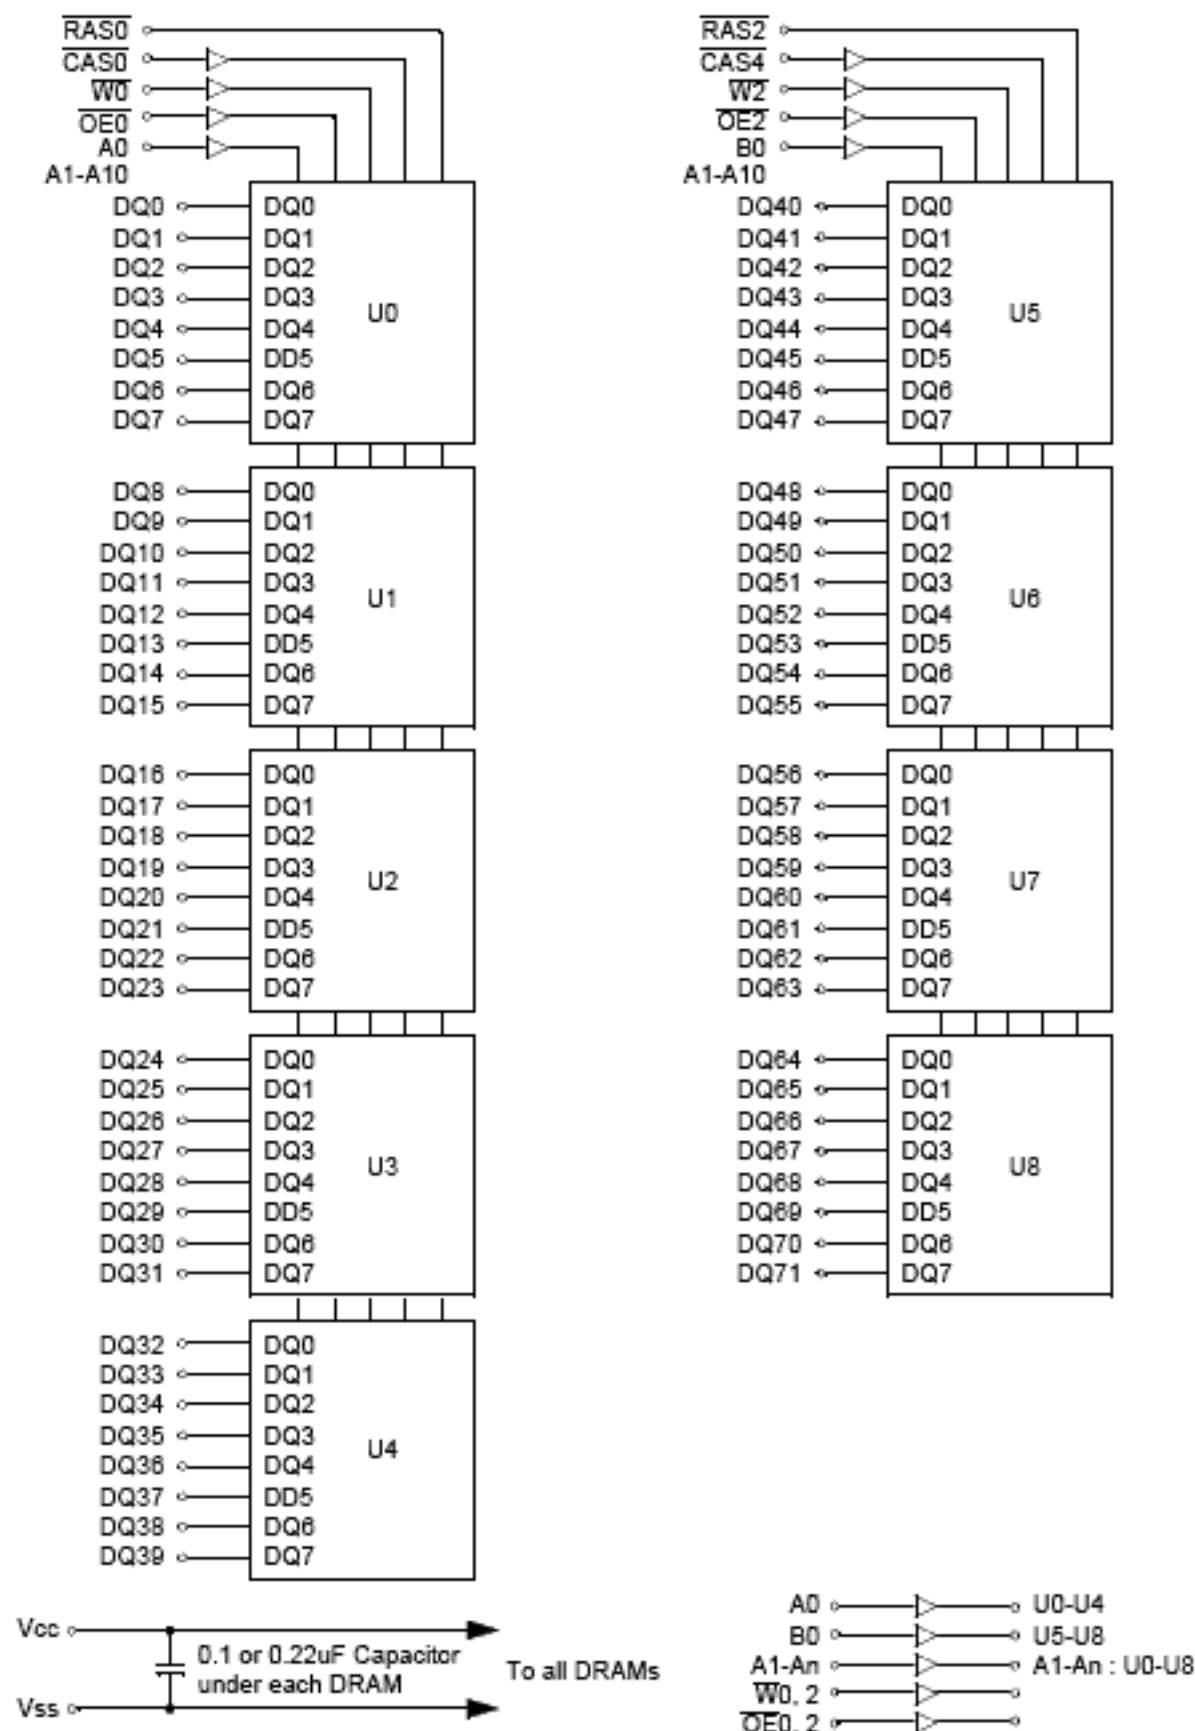 RAS0
CAS0
W0
OE0
A0
A1-A10
DQ0 DQ0
DQ1 DQ1
DQ2 DQ2
DQ3 DQ3
DQ4 DQ4
DQ5 DD5
DQ6 DQ6
DQ7 DQ7
U0
DQ8 DQ0
DQ9 DQ1
DQ10 DQ2
DQ11 DQ3
DQ12 DQ4
DQ13 DD5
DQ14 DQ6
DQ15 DQ7
U1
DQ16 DQ0
DQ17 DQ1
DQ18 DQ2
DQ19 DQ3
DQ20 DQ4
DQ21 DD5
DQ22 DQ6
DQ23 DQ7
U2
DQ24 DQ0
DQ25 DQ1
DQ26 DQ2
DQ27 DQ3
DQ28 DQ4
DQ29 DD5
DQ30 DQ6
DQ31 DQ7
U3
DQ32 DQ0
DQ33 DQ1
DQ34 DQ2
DQ35 DQ3
DQ36 DQ4
DQ37 DD5
DQ38 DQ6
DQ39 DQ7
U4
RAS2
CAS4
W2
OE2
B0
A1-A10
DQ40 DQ0
DQ41 DQ1
DQ42 DQ2
DQ43 DQ3
DQ44 DQ4
DQ45 DD5
DQ46 DQ6
DQ47 DQ7
U5
DQ48 DQ0
DQ49 DQ1
DQ50 DQ2
DQ51 DQ3
DQ52 DQ4
DQ53 DD5
DQ54 DQ6
DQ55 DQ7
U6
DQ56 DQ0
DQ57 DQ1
DQ58 DQ2
DQ59 DQ3
DQ60 DQ4
DQ61 DD5
DQ62 DQ6
DQ63 DQ7
U7
DQ64 DQ0
DQ65 DQ1
DQ66 DQ2
DQ67 DQ3
DQ68 DQ4
DQ69 DD5
DQ70 DQ6
DQ71 DQ7
U8
Vcc
0.1 or 0.22uF Capacitor
under each DRAM
To all DRAMs
Vss
A0 U0-U4
B0 U5-U8
A1-An A1-An : U0-U8
W0, 2
OE0, 2